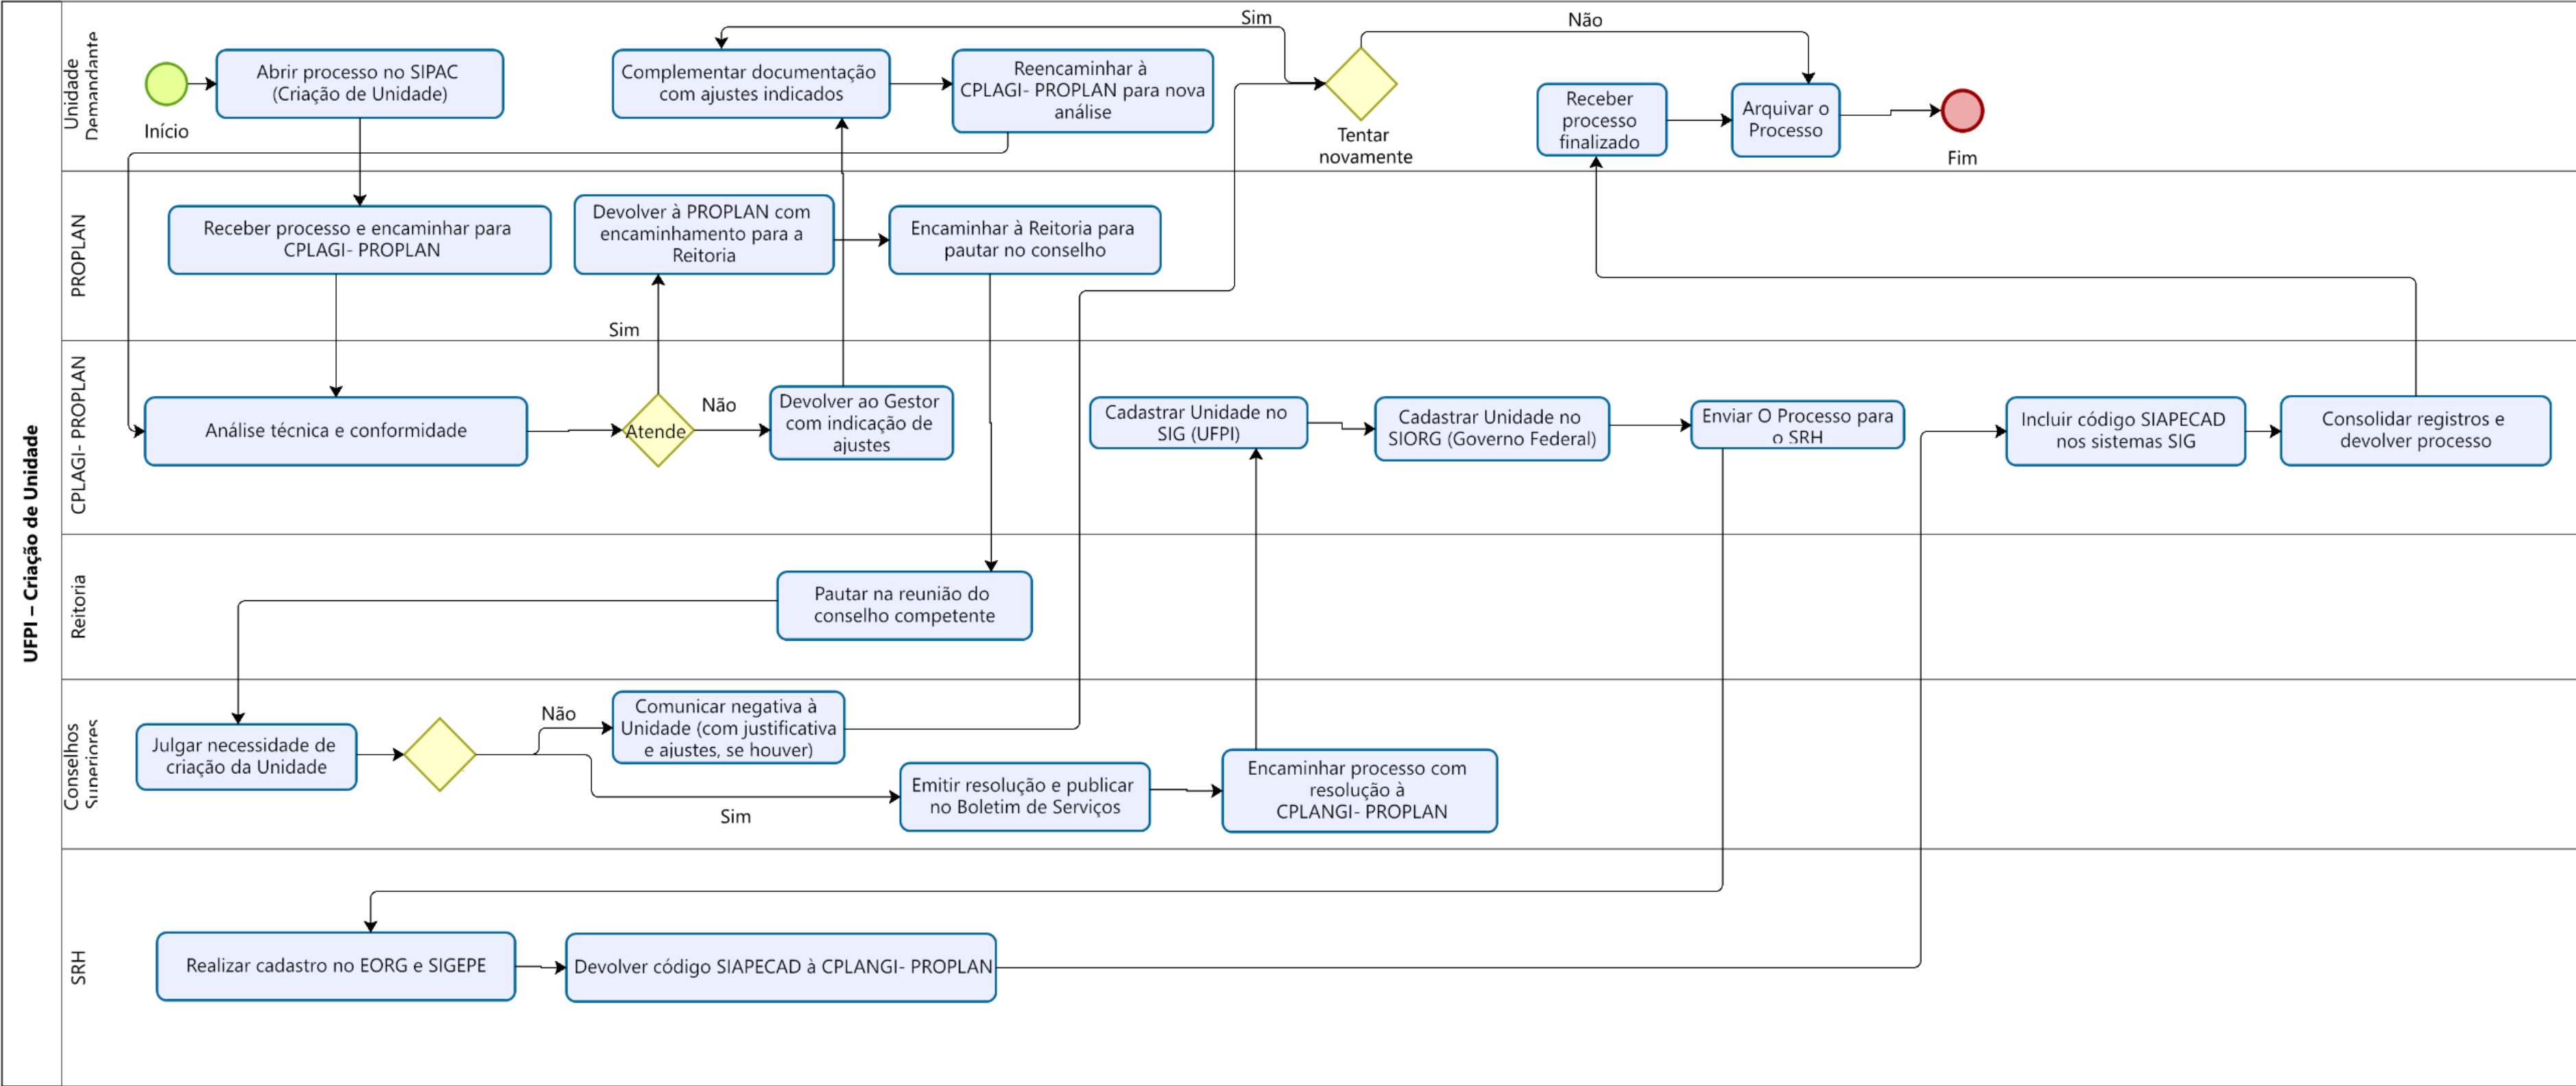 UFPI – Criação de Unidade
Unidade
Demandante
Início
Abrir processo no SIPAC
(Criação de Unidade)
Complementar documentação
com ajustes indicados
Reencaminhar à
CPLAGI- PROPLAN para nova
análise
Sim
Tentar
novamente
Não
Receber
processo
finalizado
Arquivar o
Processo
Fim
PROPLAN
Receber processo e encaminhar para
CPLAGI- PROPLAN
Devolver à PROPLAN com
encaminhamento para a
Reitoria
Encaminhar à Reitoria para
pautar no conselho
Sim
CPLAGI- PROPLAN
Análise técnica e conformidade
Atende
Não
Devolver ao Gestor
com indicação de
ajustes
Cadastrar Unidade no
SIG (UFPI)
Cadastrar Unidade no
SIORG (Governo Federal)
Enviar O Processo para
o SRH
Incluir código SIAPECAD
nos sistemas SIG
Consolidar registros e
devolver processo
Reitoria
Pautar na reunião do
conselho competente
Conselhos
Superiores
Julgar necessidade de
criação da Unidade
Não
Comunicar negativa à
Unidade (com justificativa
e ajustes, se houver)
Sim
Emitir resolução e publicar
no Boletim de Serviços
Encaminhar processo com
resolução à
CPLANGI- PROPLAN
SRH
Realizar cadastro no EORG e SIGEPE
Devolver código SIAPECAD à CPLANGI- PROPLAN